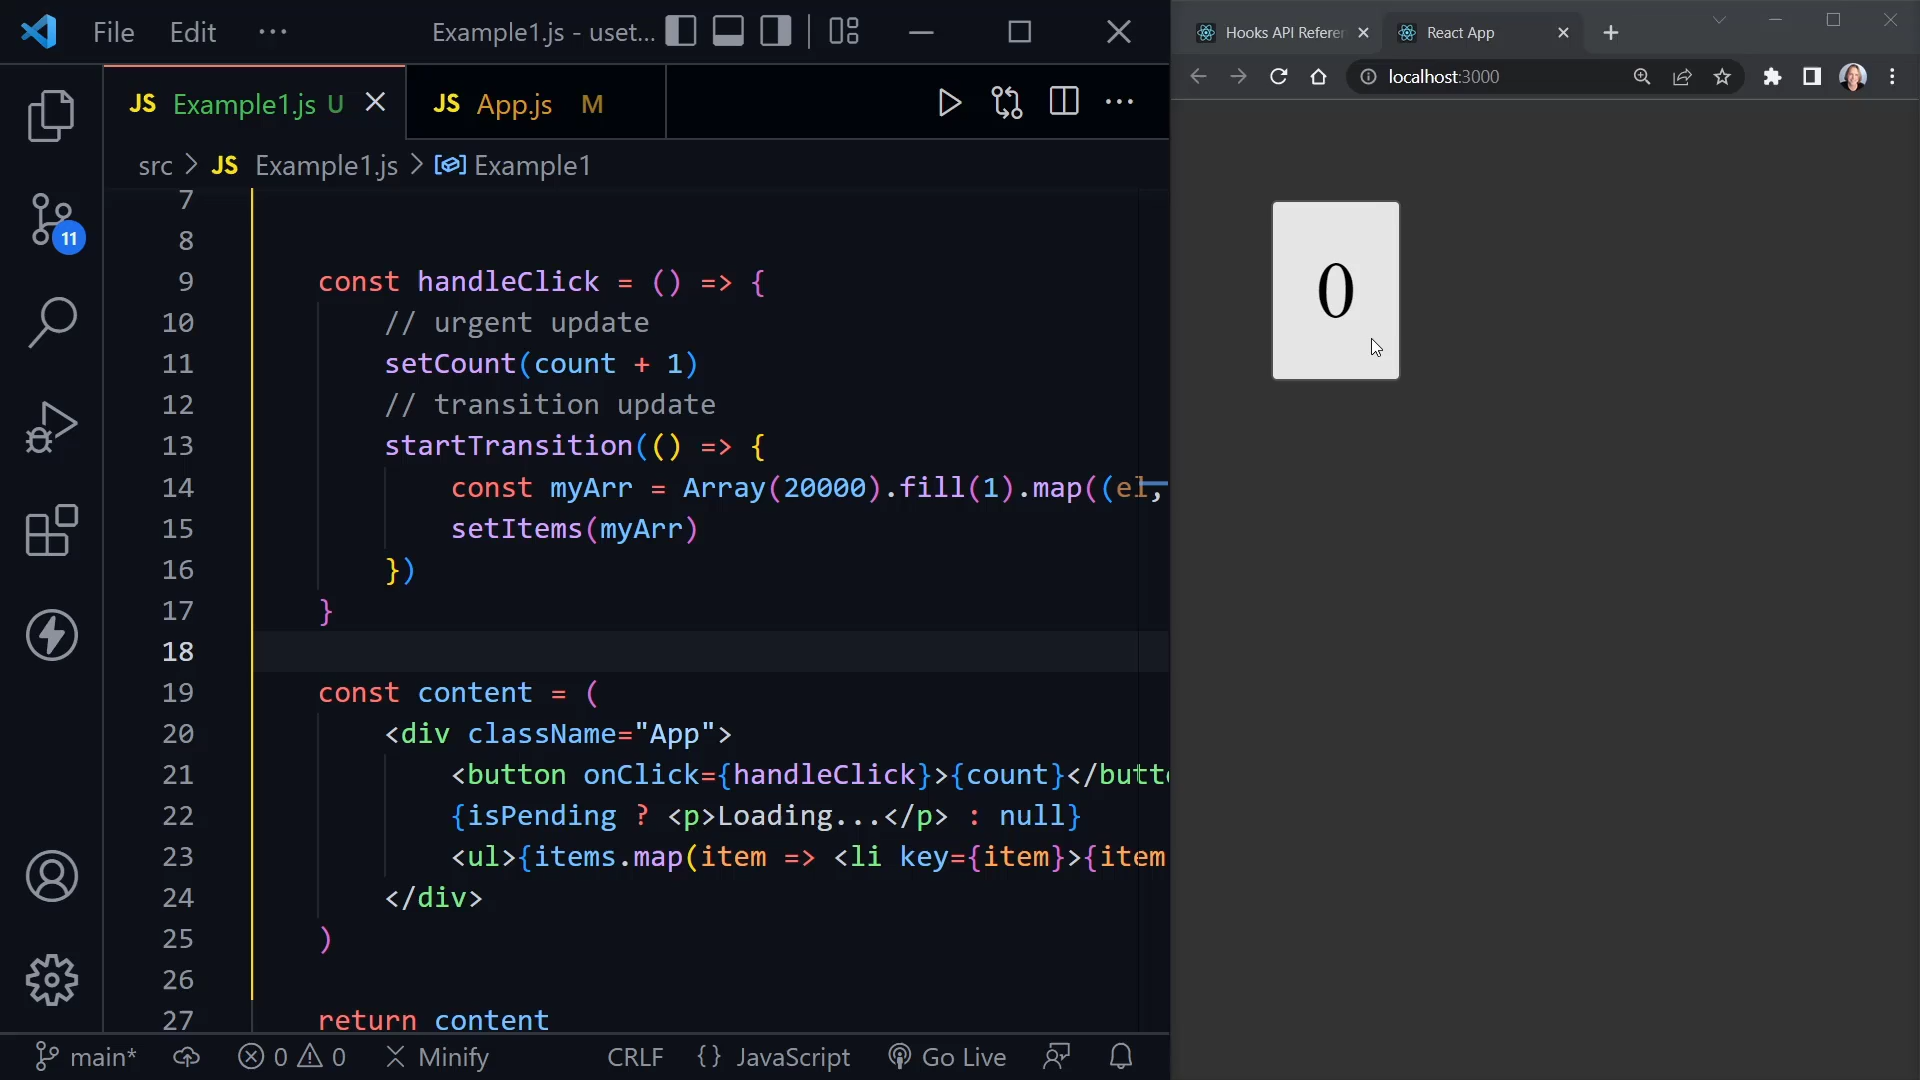 File Edit ··· Example1.js - uset...
JS Example1.js U
JS App.js M
src > JS Example1.js > Example1
7
8
9 const handleClick = () => {
10 // urgent update
11 setCount(count + 1)
12 // transition update
13 startTransition(() => {
14 const myArr = Array(20000).fill(1).map((el,
15 setItems(myArr)
16 })
17 }
18
19 const content = (
20 <div className="App">
21 <button onClick={handleClick}>{count}</butt
22 {isPending ? <p>Loading...</p> : null}
23 <ul>{items.map(item => <li key={item}>{item
24 </div>
25 )
26
27 return content
11
main* 0 0 Minify CRLF {} JavaScript Go Live
Hooks API Refere
React App
localhost:3000
0